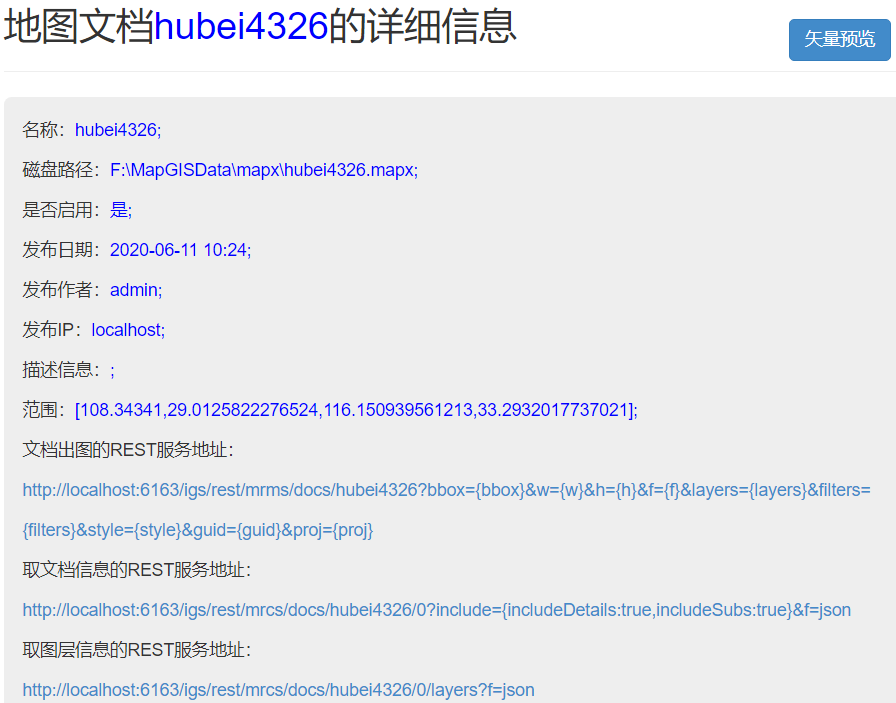 地图文档hubei4326的详细信息
矢量预览
名称：hubei4326;
磁盘路径：F:\MapGISData\mapx\hubei4326.mapx;
是否启用：是;
发布日期：2020-06-11 10:24;
发布作者：admin;
发布IP：localhost;
描述信息：;
范围：[108.34341,29.0125822276524,116.150939561213,33.2932017737021];
文档出图的REST服务地址：
http://localhost:6163/igs/rest/mrms/docs/hubei4326?bbox={bbox}&w={w}&h={h}&f={f}&layers={layers}&filters=
{filters}&style={style}&guid={guid}&proj={proj}
取文档信息的REST服务地址：
http://localhost:6163/igs/rest/mrcs/docs/hubei4326/0?include={includeDetails:true,includeSubs:true}&f=json
取图层信息的REST服务地址：
http://localhost:6163/igs/rest/mrcs/docs/hubei4326/0/layers?f=json